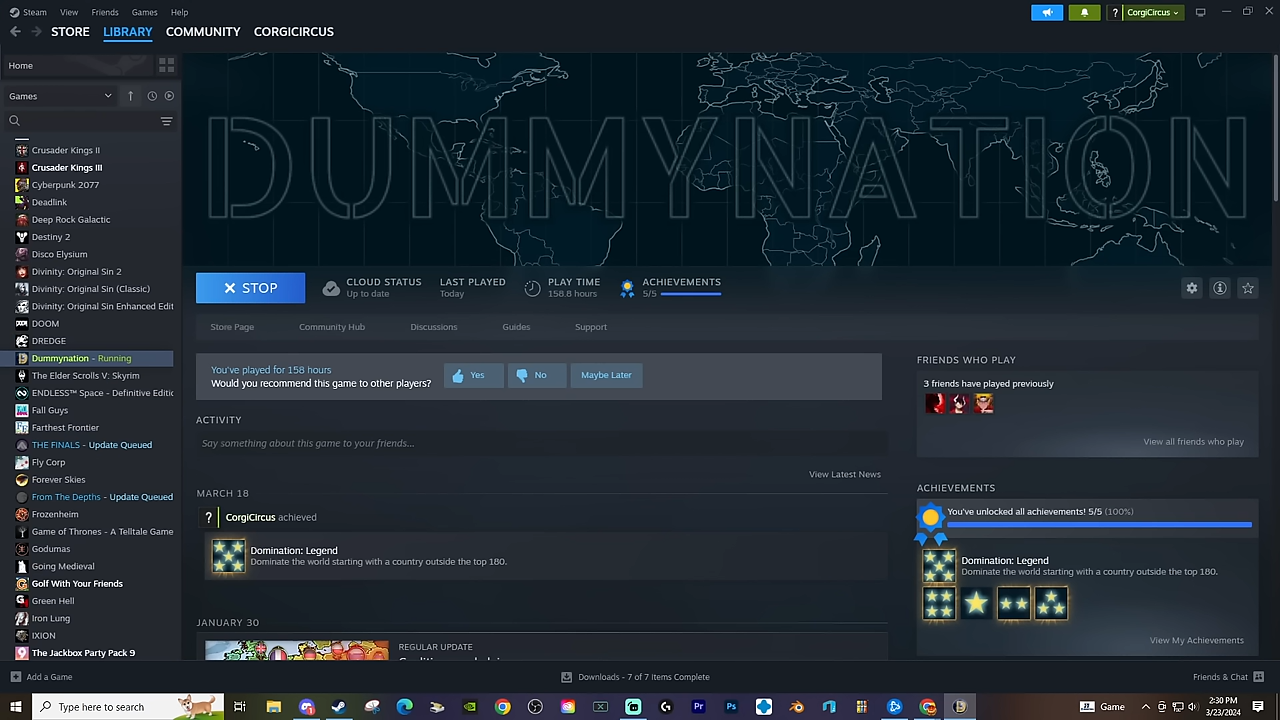 Steam View Friends Games Help
? CorgiCircus
STORE LIBRARY COMMUNITY CORGICIRCUS
Home
Games
DUMMYNATION
Crusader Kings II
Crusader Kings III
Cyberpunk 2077
Deadlink
Deep Rock Galactic
Destiny 2
Disco Elysium
Divinity: Original Sin 2
Divinity: Original Sin (Classic)
Divinity: Original Sin Enhanced Edit
DOOM
DREDGE
Dummynation - Running
The Elder Scrolls V: Skyrim
ENDLESS™ Space - Definitive Editic
Fall Guys
Farthest Frontier
THE FINALS - Update Queued
Fly Corp
Forever Skies
From The Depths - Update Queued
Frozenheim
Game of Thrones - A Telltale Game
Godumas
Going Medieval
Golf With Your Friends
Green Hell
Iron Lung
IXION
The Jackbox Party Pack 9
STOP
CLOUD STATUS
Up to date
LAST PLAYED
Today
PLAY TIME
158.8 hours
ACHIEVEMENTS
5/5
Store Page Community Hub Discussions Guides Support
You've played for 158 hours
Would you recommend this game to other players?
Yes No Maybe Later
ACTIVITY
Say something about this game to your friends...
View Latest News
MARCH 18
? CorgiCircus achieved
Domination: Legend
Dominate the world starting with a country outside the top 180.
JANUARY 30
REGULAR UPDATE
FRIENDS WHO PLAY
3 friends have played previously
View all friends who play
ACHIEVEMENTS
You've unlocked all achievements! 5/5 (100%)
Domination: Legend
Dominate the world starting with a country outside the top 180.
View My Achievements
Add a Game
Downloads - 7 of 7 Items Complete
Friends & Chat
Type here to search
Pr
Ps
Game
2:20 PM
3/23/2024